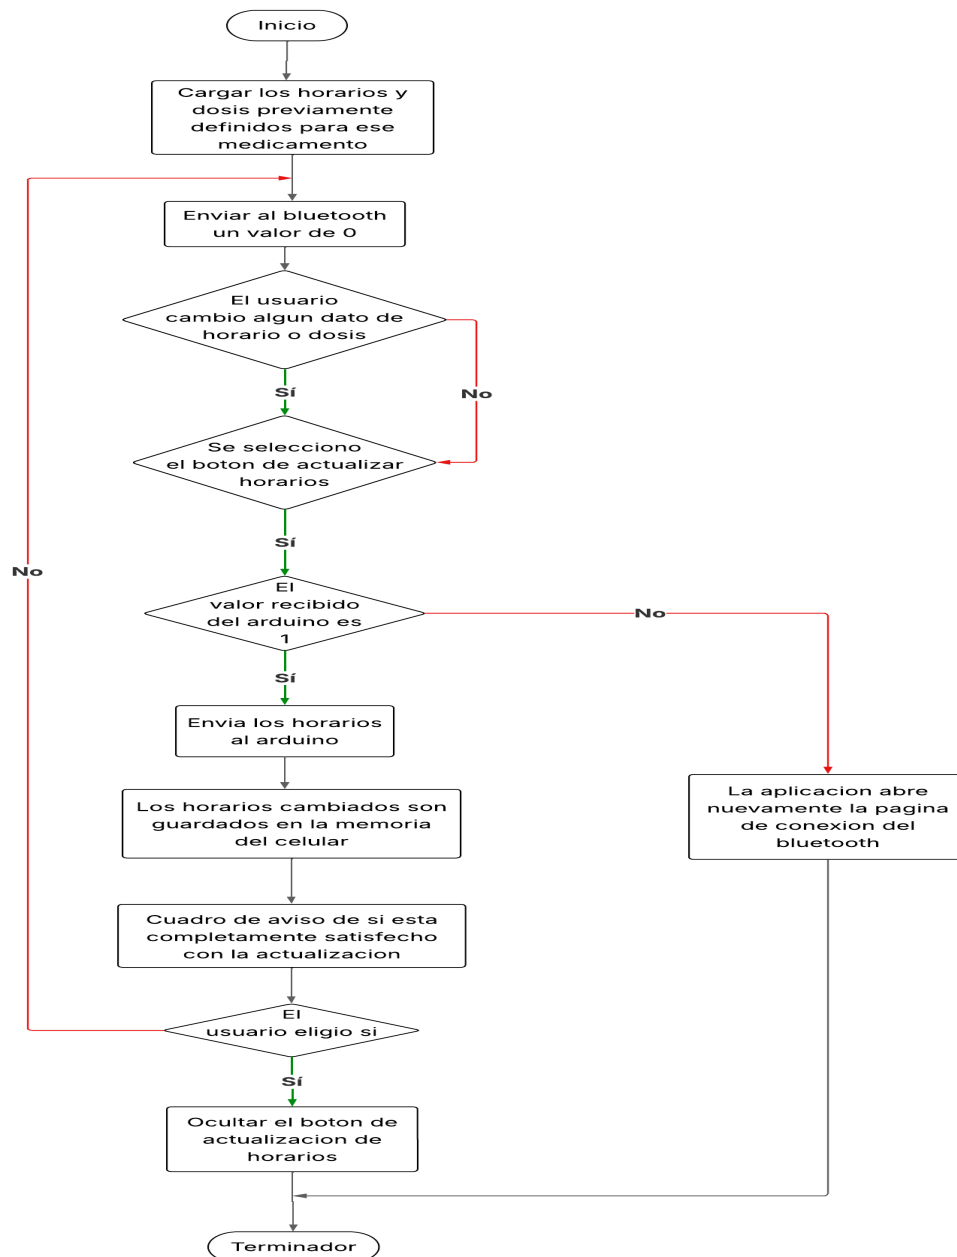 Inicio
Cargar los horarios y
dosis previamente
definidos para ese
medicamento
Enviar al bluetooth
un valor de 0
El usuario
cambio algun dato de
horario o dosis
Sí
No
Se selecciono
el boton de actualizar
horarios
Sí
No
El
valor recibido
del arduino es
1
No
Sí
Envia los horarios
al arduino
La aplicacion abre
nuevamente la pagina
de conexion del
bluetooth
Los horarios cambiados son
guardados en la memoria
del celular
Cuadro de aviso de si esta
completamente satisfecho
con la actualizacion
El
usuario eligio si
Sí
Ocultar el boton de
actualizacion de
horarios
Terminador